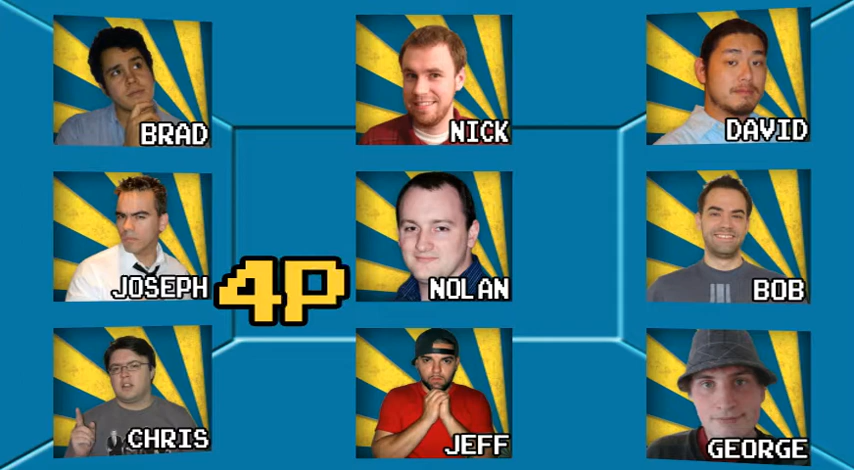 BRAD
NICK
DAVID
JOSEPH
4P
NOLAN
BOB
CHRIS
JEFF
GEORGE